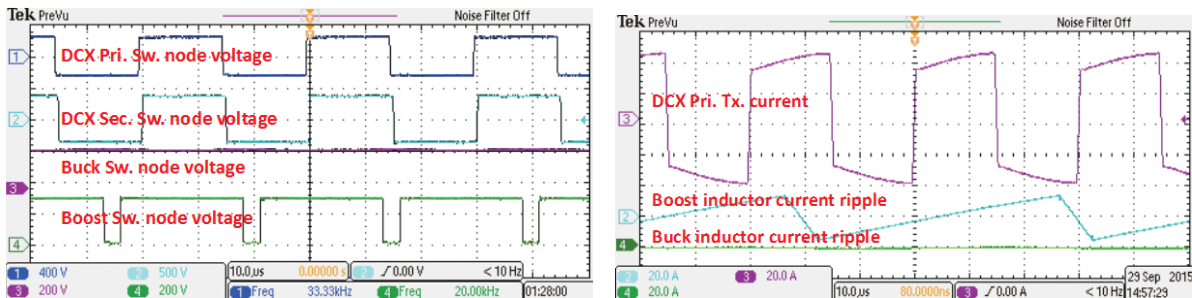 Tek PreVu
Noise Filter Off
1
DCX Pri. Sw. node voltage
2
DCX Sec. Sw. node voltage
Buck Sw. node voltage
3
Boost Sw. node voltage
4
1 400 V 2 500 V 10.0µs 0.00000 s 2 0.00 V < 10 Hz
3 200 V 4 200 V 1 Freq 33.33kHz 4 Freq 20.00kHz 01:28:00
Tek PreVu
Noise Filter Off
DCX Pri. Tx. current
3
Boost inductor current ripple
2
Buck inductor current ripple
4
2 20.0 A 3 20.0 A 29 Sep 2015
4 20.0 A 10.0µs 80.0000ns 3 0.00 A < 10 Hz 14:57:29